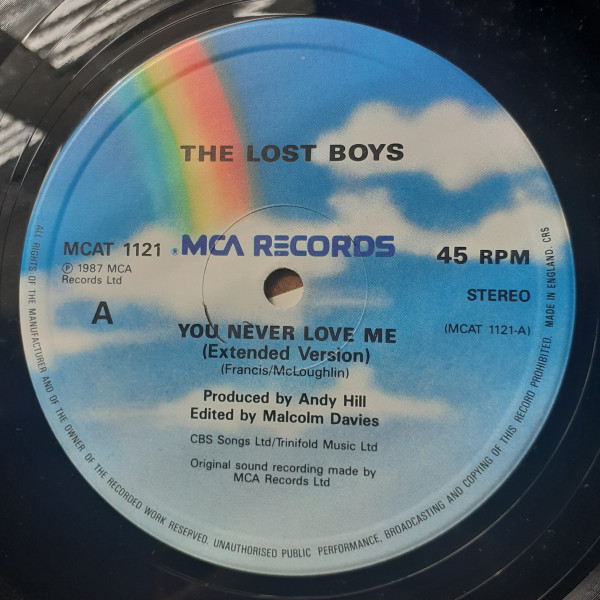 THE LOST BOYS
MCAT 1121
MCA RECORDS
℗ 1987 MCA
Records Ltd
45 RPM
A
STEREO
(MCAT 1121-A)
YOU NEVER LOVE ME
(Extended Version)
(Francis/McLoughlin)
Produced by Andy Hill
Edited by Malcolm Davies
CBS Songs Ltd/Trinifold Music Ltd
Original sound recording made by
MCA Records Ltd
ALL RIGHTS OF THE MANUFACTURER AND OF THE OWNER OF THE RECORDED WORK RESERVED. UNAUTHORISED PUBLIC PERFORMANCE, BROADCASTING AND COPYING OF THIS RECORD PROHIBITED. MADE IN ENGLAND. CRS